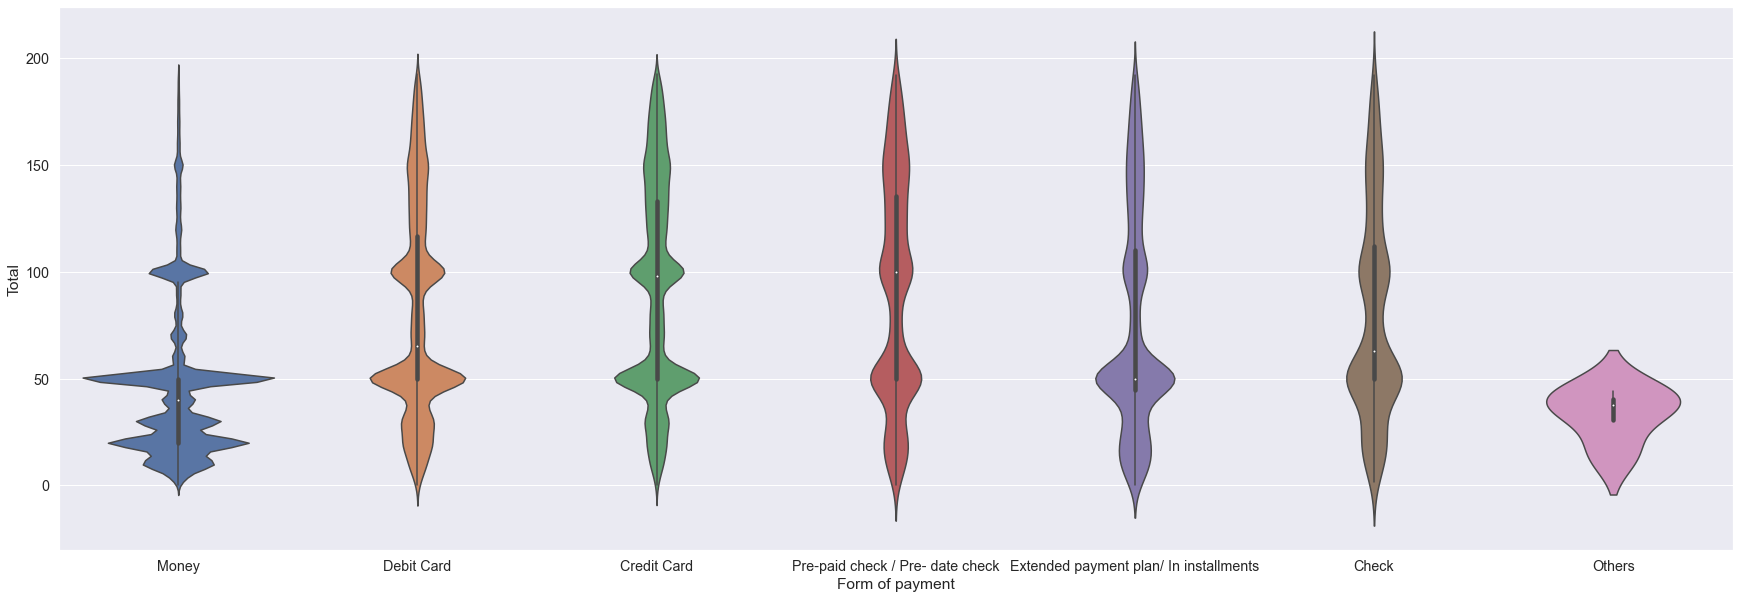 200
150
100
50
0
Total
Money
Debit Card
Credit Card
Pre-paid check / Pre- date check
Extended payment plan/ In installments
Check
Others
Form of payment